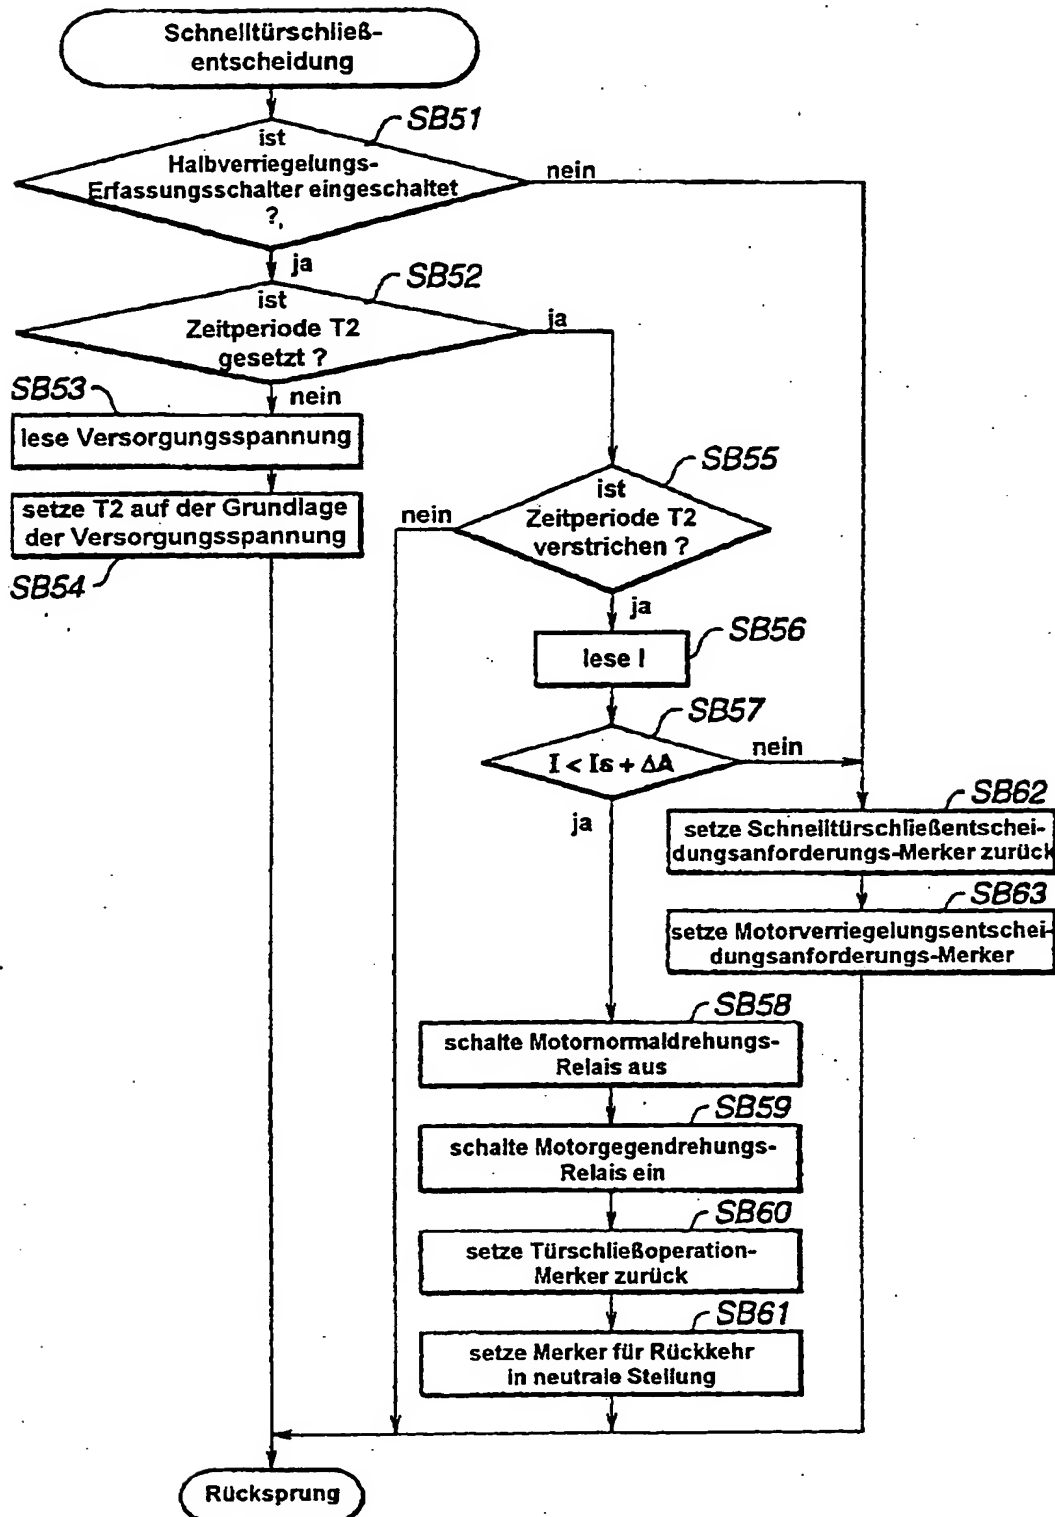 Schnelltürschließ-
entscheidung
SB51
ist
Halbverriegelungs-
Erfassungsschalter eingeschaltet
?
nein
ja
SB52
ist
Zeitperiode T2
gesetzt ?
ja
nein
SB53
lese Versorgungsspannung
setze T2 auf der Grundlage
der Versorgungsspannung
SB54
SB55
ist
Zeitperiode T2
verstrichen ?
nein
ja
SB56
lese I
SB57
I < Is + ΔA
nein
ja
SB62
setze Schnelltürschließentschei-
dungsanforderungs-Merker zurück
SB63
setze Motorverriegelungsentschei-
dungsanforderungs-Merker
SB58
schalte Motornormaldrehungs-
Relais aus
SB59
schalte Motorgegendrehungs-
Relais ein
SB60
setze Türschließoperation-
Merker zurück
SB61
setze Merker für Rückkehr
in neutrale Stellung
Rücksprung